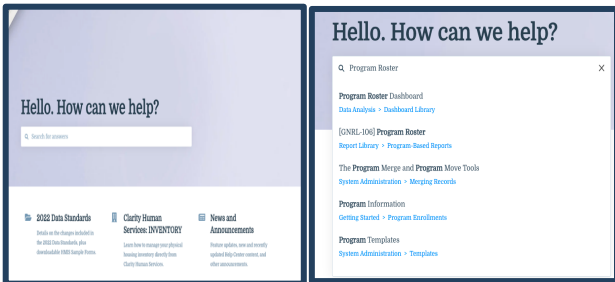 Hello. How can we help?
Search for answers
2022 Data Standards
Details on the changes included in
the 2022 Data Standards, plus
downloadable HMIS Sample Forms.
Clarity Human
Services: INVENTORY
Learn how to manage your physical
housing inventory directly from
Clarity Human Services.
News and
Announcements
Feature updates, new and recently
updated Help Center content, and
other announcements.
Hello. How can we help?
Program Roster X
Program Roster Dashboard
Data Analysis > Dashboard Library
[GNRL-106] Program Roster
Report Library > Program-Based Reports
The Program Merge and Program Move Tools
System Administration > Merging Records
Program Information
Getting Started > Program Enrollments
Program Templates
System Administration > Templates